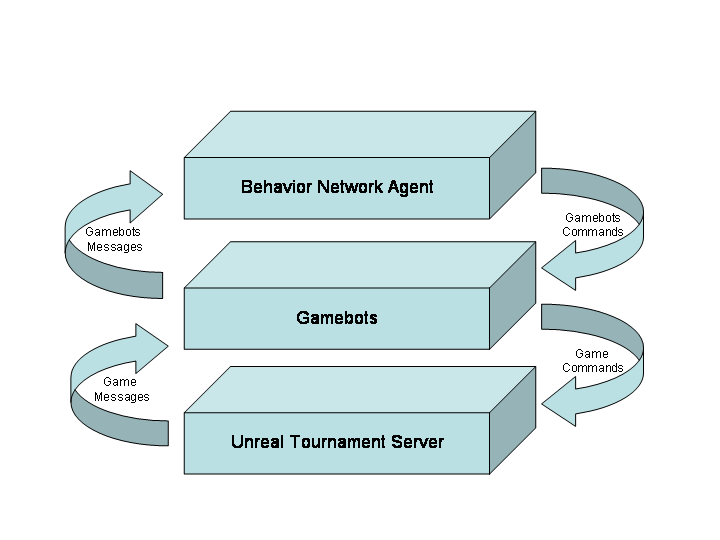 Behavior Network Agent
Gamebots
Messages
Gamebots
Commands
Gamebots
Game
Messages
Game
Commands
Unreal Tournament Server